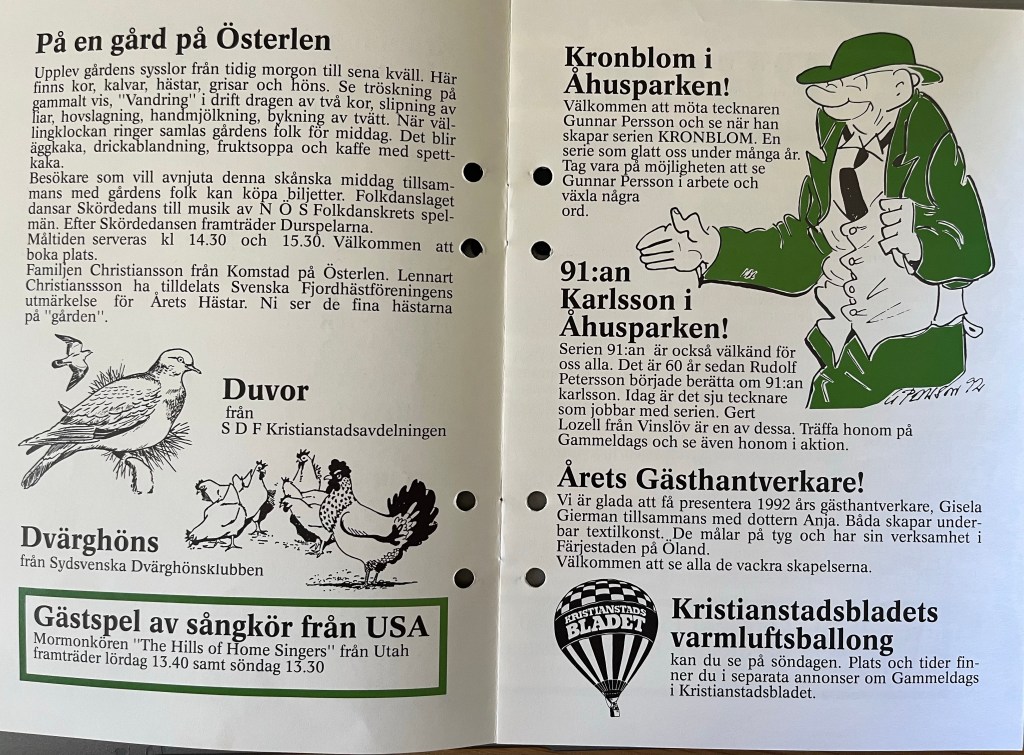 På en gård på Österlen
Upplev gårdens sysslor från tidig morgon till sena kväll. Här
finns kor, kalvar, hästar, grisar och höns. Se tröskning på
gammalt vis, "Vandring" i drift dragen av två kor, slipning av
liar, hovslagning, handmjölkning, bykning av tvätt. När väl-
lingklockan ringer samlas gårdens folk för middag. Det blir
äggkaka, drickablandning, fruktsoppa och kaffe med spett-
kaka.
Besökare som vill avnjuta denna skånska middag tillsam-
mans med gårdens folk kan köpa biljetter. Folkdanslaget
dansar Skördedans till musik av N Ö S Folkdanskrets spel-
män. Efter Skördedansen framträder Durspelarna.
Måltiden serveras kl 14.30 och 15.30. Välkommen att
boka plats.
Familjen Christiansson från Komstad på Österlen. Lennart
Christianssson ha tilldelats Svenska Fjordhästföreningens
utmärkelse för Årets Hästar. Ni ser de fina hästarna
på "gården".
Duvor
från
S D F Kristianstadsavdelningen
Dvärghöns
från Sydsvenska Dvärghönsklubben
Gästspel av sångkör från USA
Mormonkören "The Hills of Home Singers" från Utah
framträder lördag 13.40 samt söndag 13.30
Kronblom i
Åhusparken!
Välkommen att möta tecknaren
Gunnar Persson och se när han
skapar serien KRONBLOM. En
serie som glatt oss under många år.
Tag vara på möjligheten att se
Gunnar Persson i arbete och
växla några
ord.
91:an
Karlsson i
Åhusparken!
Serien 91:an är också välkänd för
oss alla. Det är 60 år sedan Rudolf
Petersson började berätta om 91:an
karlsson. Idag är det sju tecknare
som jobbar med serien. Gert
Lozell från Vinslöv är en av dessa. Träffa honom på
Gammeldags och se även honom i aktion.
G PERSSON 92
Årets Gästhantverkare!
Vi är glada att få presentera 1992 års gästhantverkare, Gisela
Gierman tillsammans med dottern Anja. Båda skapar under-
bar textilkonst. De målar på tyg och har sin verksamhet i
Färjestaden på Öland.
Välkommen att se alla de vackra skapelserna.
KRISTIANSTADS
BLADET
Kristianstadsbladets
varmluftsballong
kan du se på söndagen. Plats och tider fin-
ner du i separata annonser om Gammeldags
i Kristianstadsbladet.